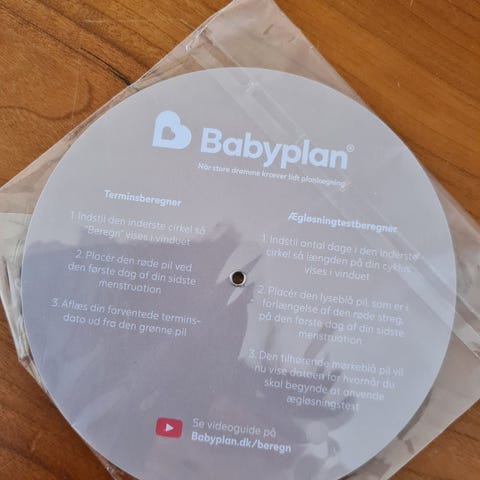 Babyplan®
Når store drømme kræver lidt planlægning
Terminsberegner
1. Indstil den inderste cirkel så
"Beregn" vises i vinduet
2. Placér den røde pil ved
den første dag af din sidste
menstruation
3. Aflæs din forventede termins-
dato ud fra den grønne pil
Ægløsningtestberegner
1. Indstil antal dage i den inderste
cirkel så længden på din cyklus
vises i vinduet
2. Placér den lyseblå pil, som er i
forlængelse af den røde streg,
på den første dag af din sidste
menstruation
3. Den tilhørende mørkeblå pil vil
nu vise datoen for hvornår du
skal begynde at anvende
ægløsningstest
Se videoguide på
Babyplan.dk/beregn